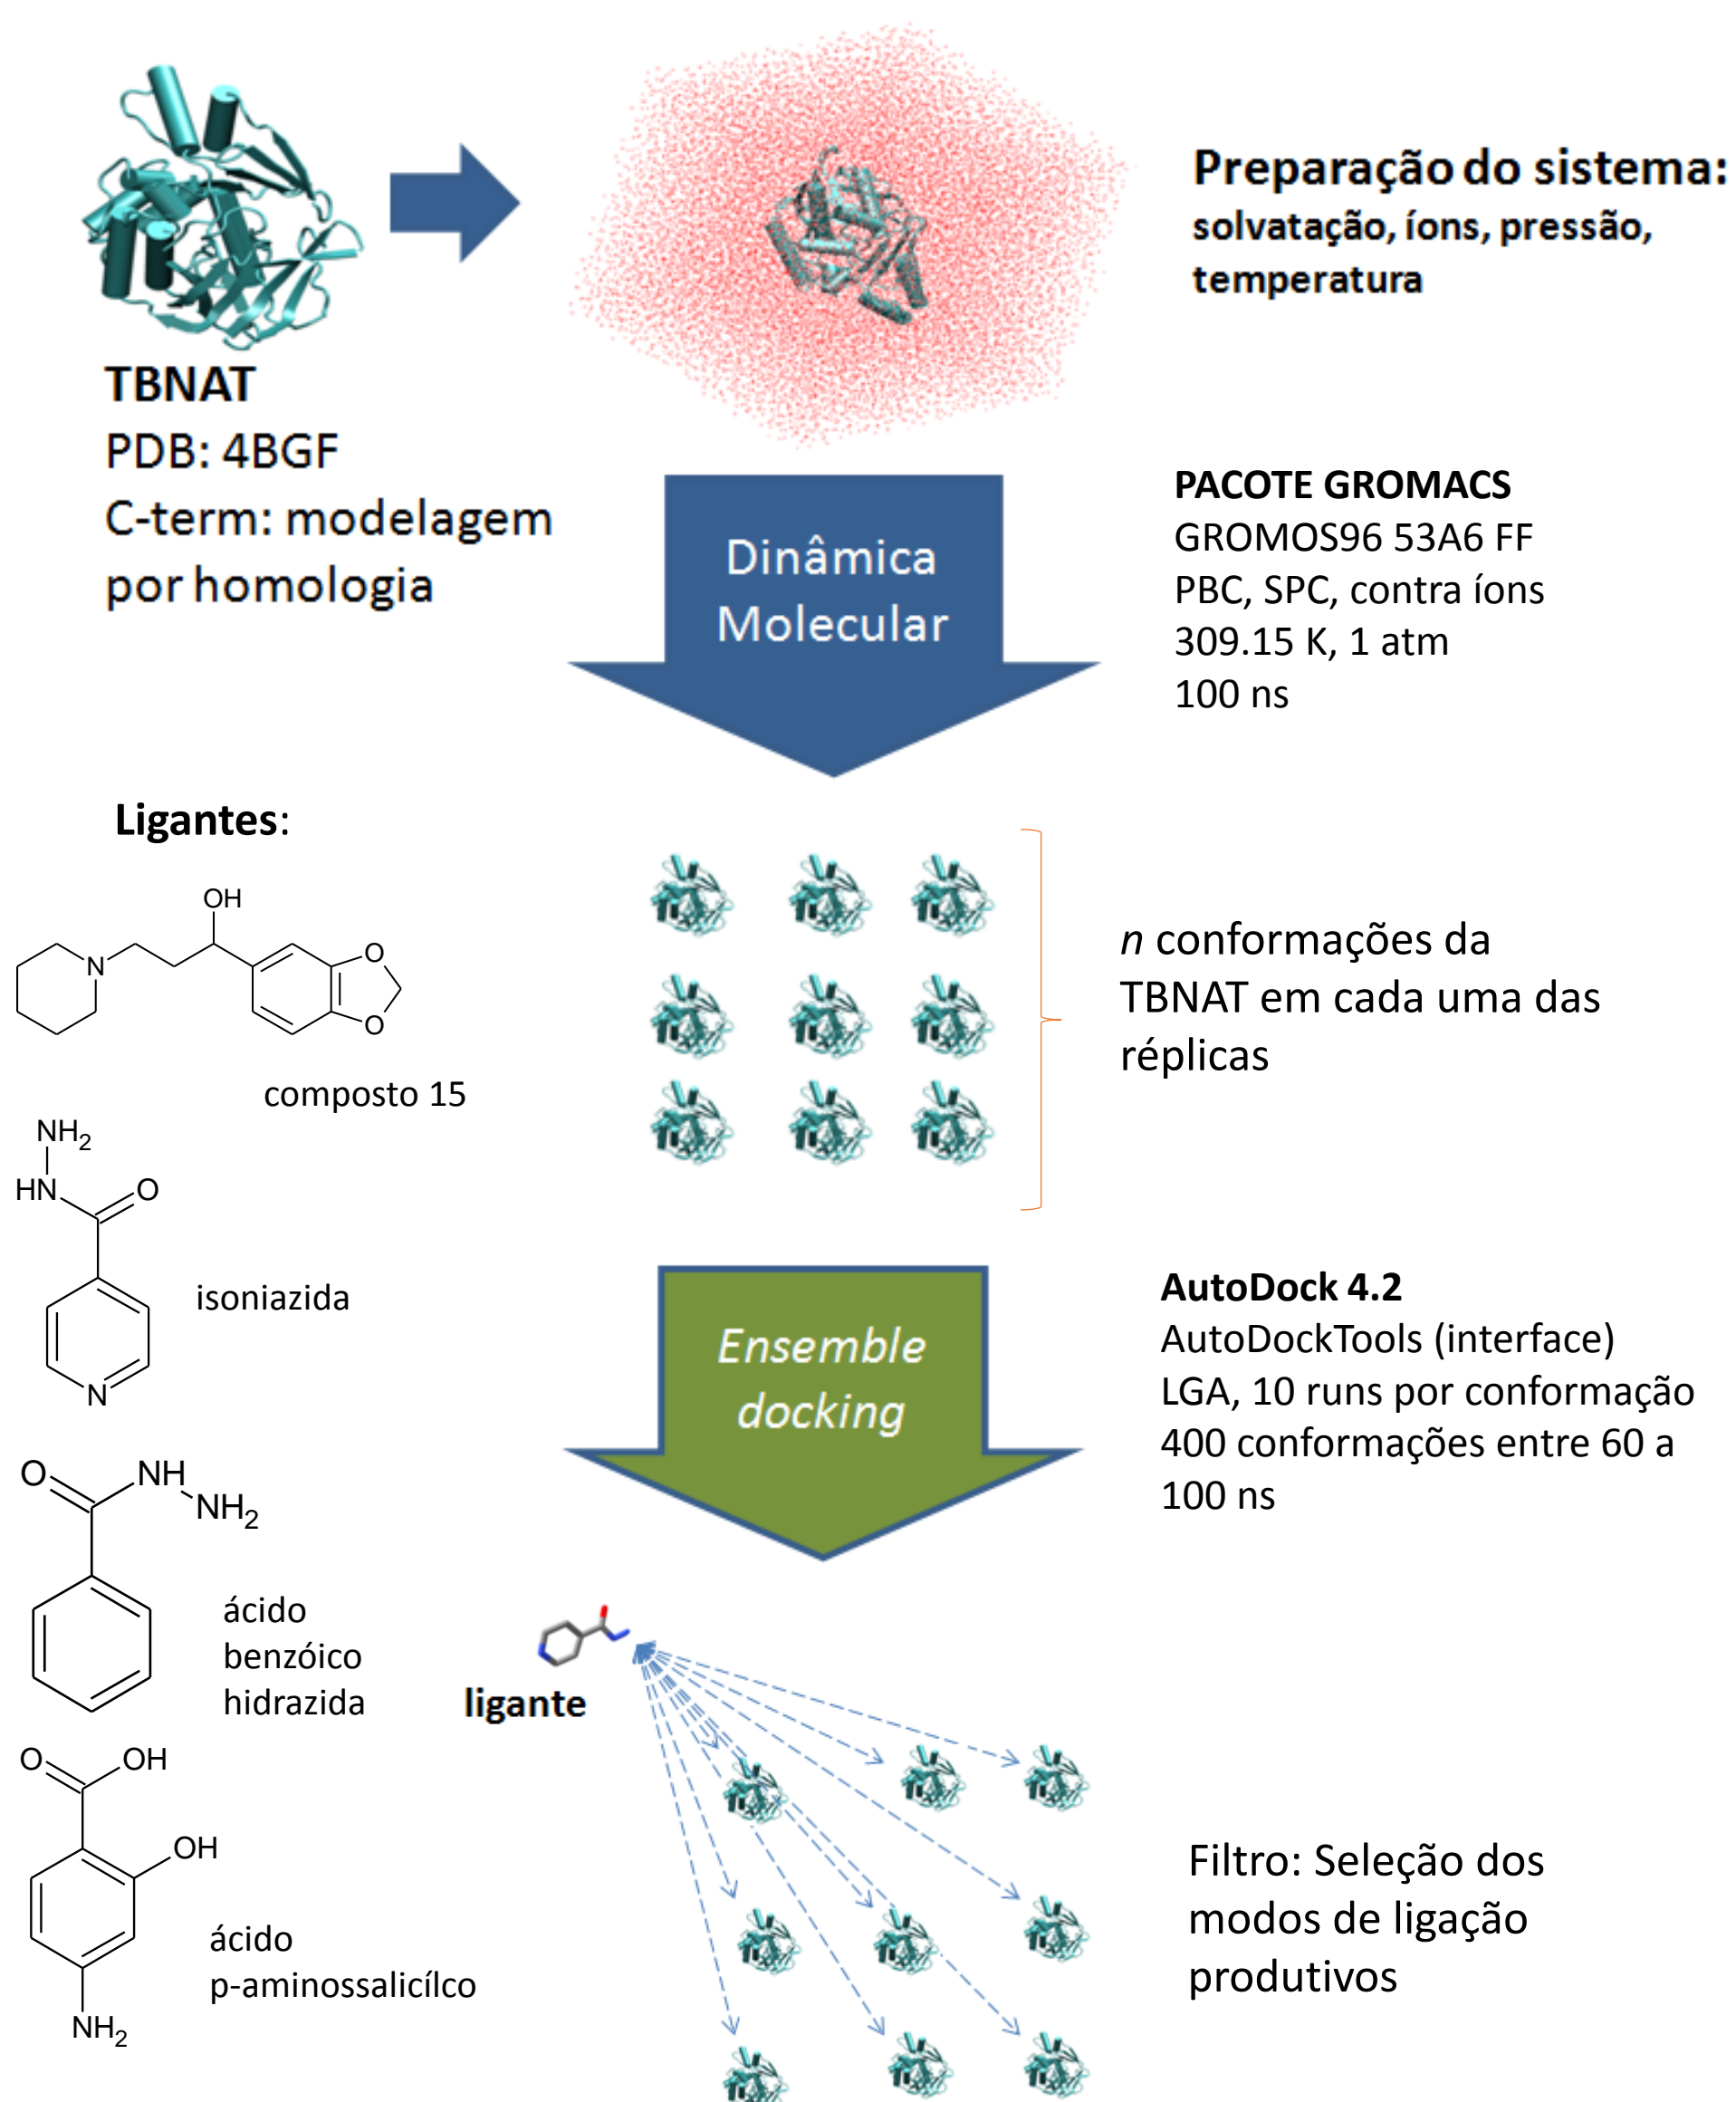 Preparação do sistema:
solvatação, íons, pressão,
temperatura
TBNAT
PDB: 4BGF
C-term: modelagem
por homologia
Dinâmica
Molecular
PACOTE GROMACS
GROMOS96 53A6 FF
PBC, SPC, contra íons
309.15 K, 1 atm
100 ns
Ligantes:
OH
N
O
O
composto 15
n conformações da
TBNAT em cada uma das
réplicas
NH2
HN
O
N
isoniazida
Ensemble
docking
AutoDock 4.2
AutoDockTools (interface)
LGA, 10 runs por conformação
400 conformações entre 60 a
100 ns
O
NH
NH2
ácido
benzóico
hidrazida
ligante
O
OH
OH
NH2
ácido
p-aminossalicílco
Filtro: Seleção dos
modos de ligação
produtivos